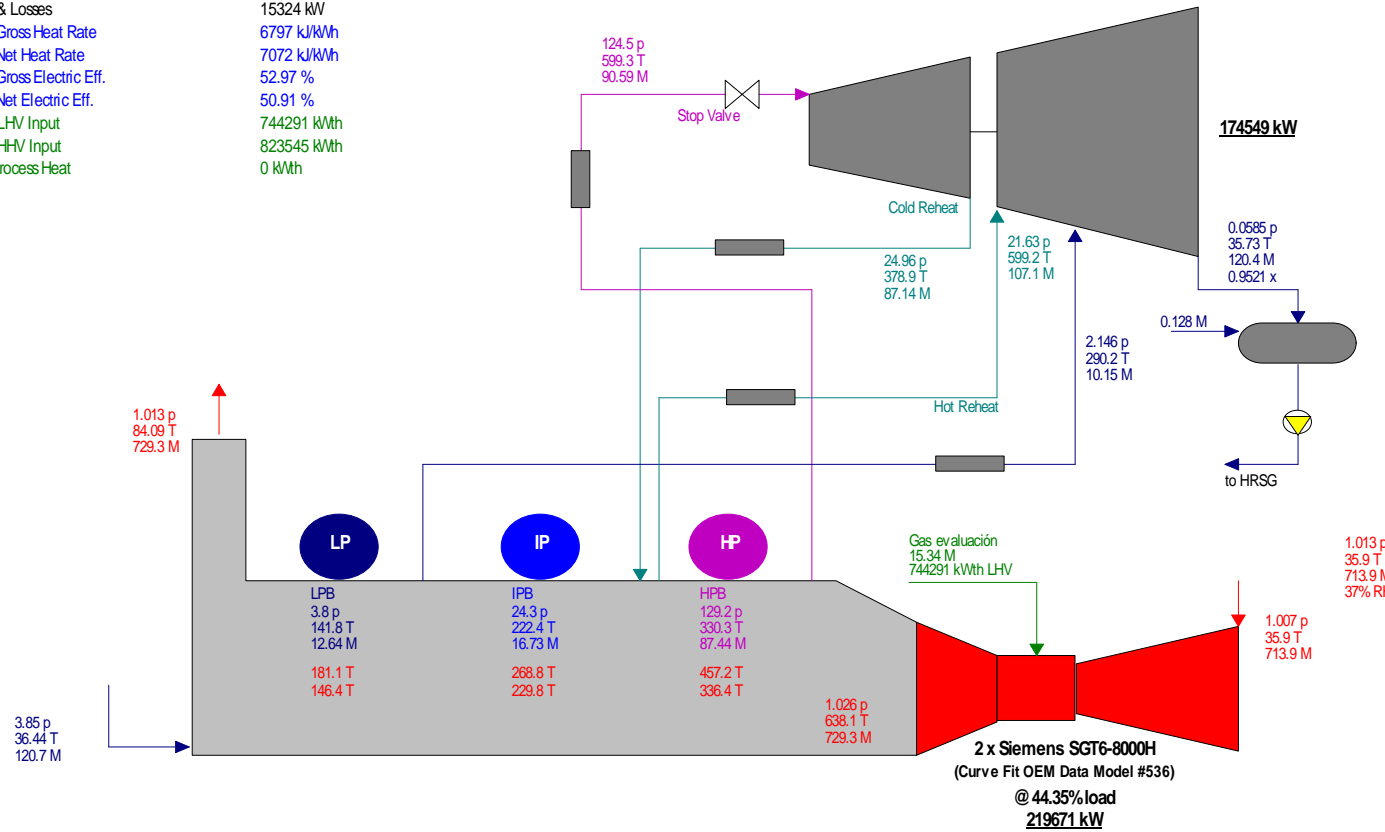 & Losses 15324 kW
Gross Heat Rate 6797 kJ/kWh
Net Heat Rate 7072 kJ/kWh
Gross Electric Eff. 52.97 %
Net Electric Eff. 50.91 %
LHV Input 744291 kWth
HHV Input 823545 kWth
rocess Heat 0 kWth
124.5 p
599.3 T
90.59 M
Stop Valve
174549 kW
Cold Reheat
24.96 p
378.9 T
87.14 M
21.63 p
599.2 T
107.1 M
0.0585 p
35.73 T
120.4 M
0.9521 x
0.128 M
2.146 p
290.2 T
10.15 M
Hot Reheat
to HRSG
1.013 p
84.09 T
729.3 M
LP
IP
HP
LPB
3.8 p
141.8 T
12.64 M
181.1 T
146.4 T
IPB
24.3 p
222.4 T
16.73 M
268.8 T
229.8 T
HPB
129.2 p
330.3 T
87.44 M
457.2 T
336.4 T
Gas evaluación
15.34 M
744291 kWth LHV
1.013 p
35.9 T
713.9 M
37% R
1.007 p
35.9 T
713.9 M
1.026 p
638.1 T
729.3 M
3.85 p
36.44 T
120.7 M
2 x Siemens SGT6-8000H
(Curve Fit OEM Data Model #536)
@ 44.35% load
219671 kW